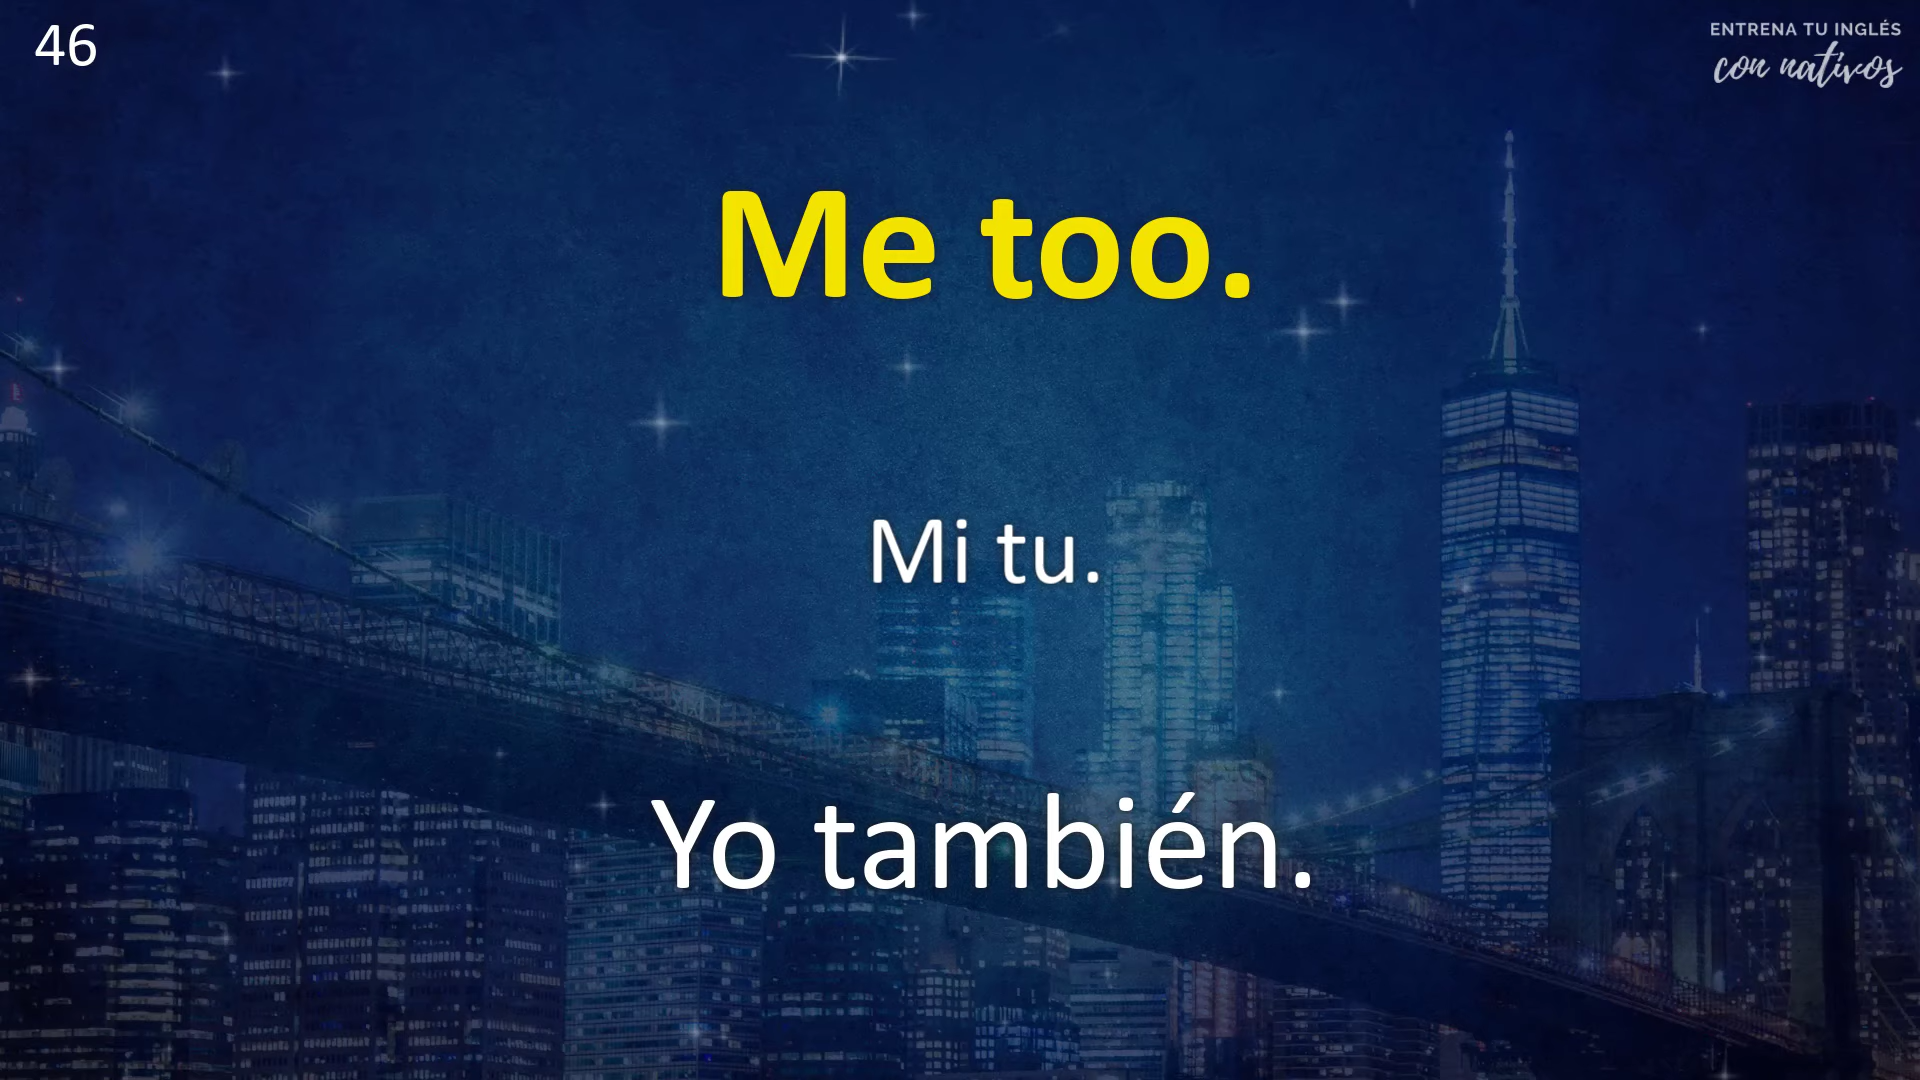 46
ENTRENA TU INGLÉS
con nativos
Me too.
Mi tu.
Yo también.